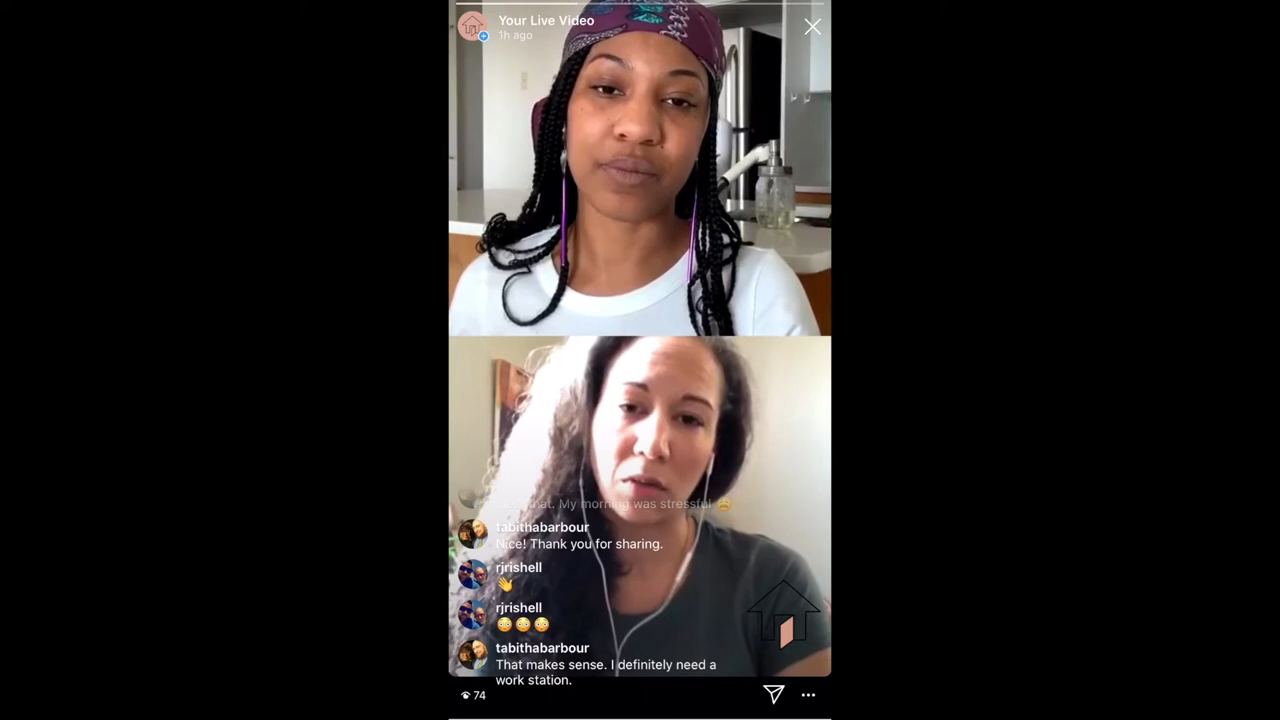 Your Live Video
1h ago
that. My morning was stressful 😩
tabithabarbour
Nice! Thank you for sharing.
rjrishell
👋
rjrishell
😳😳😳
tabithabarbour
That makes sense. I definitely need a
work station.
74